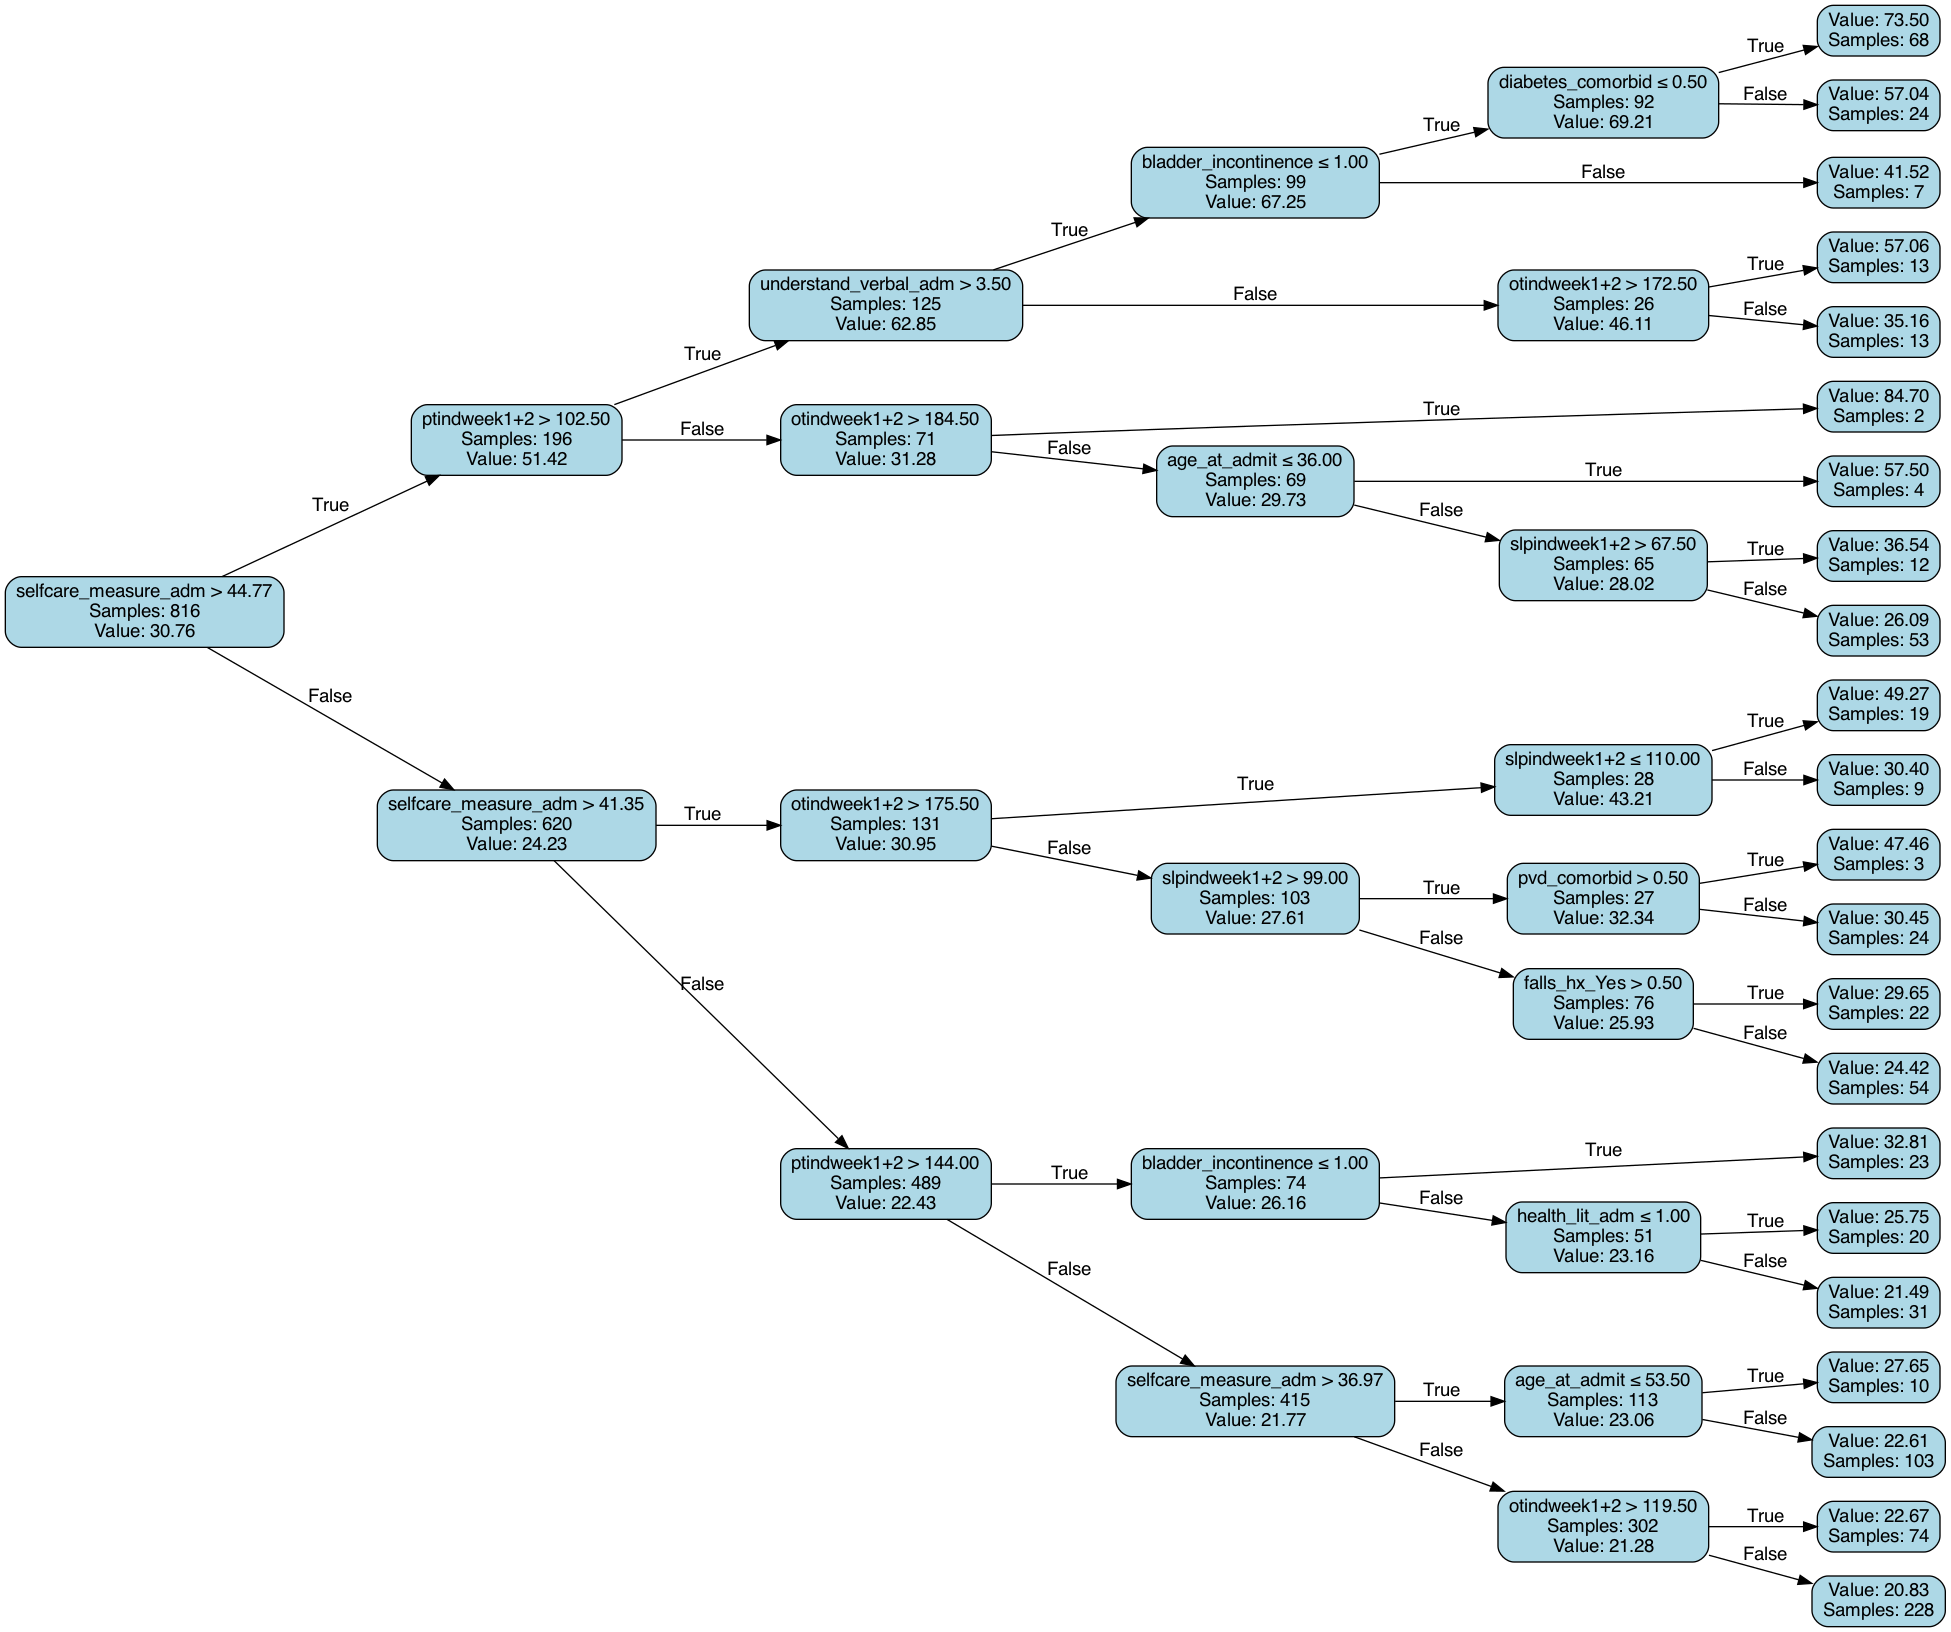 Value: 73.50
Samples: 68
True
diabetes_comorbid ≤ 0.50
Samples: 92
Value: 69.21
False
Value: 57.04
Samples: 24
True
bladder_incontinence ≤ 1.00
Samples: 99
Value: 67.25
False
Value: 41.52
Samples: 7
True
understand_verbal_adm > 3.50
Samples: 125
Value: 62.85
False
otindweek1+2 > 172.50
Samples: 26
Value: 46.11
True
Value: 57.06
Samples: 13
False
Value: 35.16
Samples: 13
True
ptindweek1+2 > 102.50
Samples: 196
Value: 51.42
False
otindweek1+2 > 184.50
Samples: 71
Value: 31.28
True
Value: 84.70
Samples: 2
False
age_at_admit ≤ 36.00
Samples: 69
Value: 29.73
True
Value: 57.50
Samples: 4
False
slpindweek1+2 > 67.50
Samples: 65
Value: 28.02
True
Value: 36.54
Samples: 12
False
Value: 26.09
Samples: 53
True
selfcare_measure_adm > 44.77
Samples: 816
Value: 30.76
False
selfcare_measure_adm > 41.35
Samples: 620
Value: 24.23
True
otindweek1+2 > 175.50
Samples: 131
Value: 30.95
True
slpindweek1+2 ≤ 110.00
Samples: 28
Value: 43.21
True
Value: 49.27
Samples: 19
False
Value: 30.40
Samples: 9
False
slpindweek1+2 > 99.00
Samples: 103
Value: 27.61
True
pvd_comorbid > 0.50
Samples: 27
Value: 32.34
True
Value: 47.46
Samples: 3
False
Value: 30.45
Samples: 24
False
falls_hx_Yes > 0.50
Samples: 76
Value: 25.93
True
Value: 29.65
Samples: 22
False
Value: 24.42
Samples: 54
False
ptindweek1+2 > 144.00
Samples: 489
Value: 22.43
True
bladder_incontinence ≤ 1.00
Samples: 74
Value: 26.16
True
Value: 32.81
Samples: 23
False
health_lit_adm ≤ 1.00
Samples: 51
Value: 23.16
True
Value: 25.75
Samples: 20
False
Value: 21.49
Samples: 31
False
selfcare_measure_adm > 36.97
Samples: 415
Value: 21.77
True
age_at_admit ≤ 53.50
Samples: 113
Value: 23.06
True
Value: 27.65
Samples: 10
False
Value: 22.61
Samples: 103
False
otindweek1+2 > 119.50
Samples: 302
Value: 21.28
True
Value: 22.67
Samples: 74
False
Value: 20.83
Samples: 228